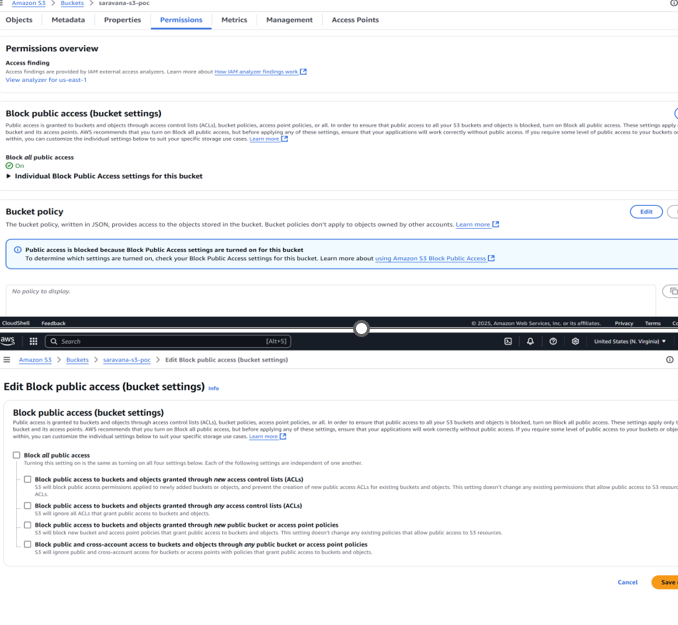 Amazon S3 > Buckets > saravana-s3-poc
Objects Metadata Properties Permissions Metrics Management Access Points
Permissions overview
Access finding
Access findings are provided by IAM external access analyzers. Learn more about How IAM analyzer findings work
View analyzer for us-east-1
Block public access (bucket settings)
Public access is granted to buckets and objects through access control lists (ACLs), bucket policies, access point policies, or all. In order to ensure that public access to all your S3 buckets and objects is blocked, turn on Block all public access. These settings apply
bucket and its access points. AWS recommends that you turn on Block all public access, but before applying any of these settings, ensure that your applications will work correctly without public access. If you require some level of public access to your buckets or
within, you can customize the individual settings below to suit your specific storage use cases. Learn more
Block all public access
On
Individual Block Public Access settings for this bucket
Bucket policy
Edit
The bucket policy, written in JSON, provides access to the objects stored in the bucket. Bucket policies don't apply to objects owned by other accounts. Learn more
Public access is blocked because Block Public Access settings are turned on for this bucket
To determine which settings are turned on, check your Block Public Access settings for this bucket. Learn more about using Amazon S3 Block Public Access
No policy to display.
CloudShell Feedback © 2025, Amazon Web Services, Inc. or its affiliates. Privacy Terms
aws Search [Alt+S] United States (N. Virginia)
Amazon S3 > Buckets > saravana-s3-poc > Edit Block public access (bucket settings)
Edit Block public access (bucket settings) Info
Block public access (bucket settings)
Public access is granted to buckets and objects through access control lists (ACLs), bucket policies, access point policies, or all. In order to ensure that public access to all your S3 buckets and objects is blocked, turn on Block all public access. These settings apply only
bucket and its access points. AWS recommends that you turn on Block all public access, but before applying any of these settings, ensure that your applications will work correctly without public access. If you require some level of public access to your buckets or
within, you can customize the individual settings below to suit your specific storage use cases. Learn more
Block all public access
Turning this setting on is the same as turning on all four settings below. Each of the following settings are independent of one another.
Block public access to buckets and objects granted through new access control lists (ACLs)
S3 will block public access permissions applied to newly added buckets or objects, and prevent the creation of new public access ACLs for existing buckets and objects. This setting doesn't change any existing permissions that allow public access to S3
ACLs.
Block public access to buckets and objects granted through any access control lists (ACLs)
S3 will ignore all ACLs that grant public access to buckets and objects.
Block public access to buckets and objects granted through new public bucket or access point policies
S3 will block new bucket and access point policies that grant public access to buckets and objects. This setting doesn't change any existing policies that allow public access to S3 resources.
Block public and cross-account access to buckets and objects through any public bucket or access point policies
S3 will ignore public and cross-account access for buckets or access points with policies that grant public access to buckets and objects.
Cancel Save